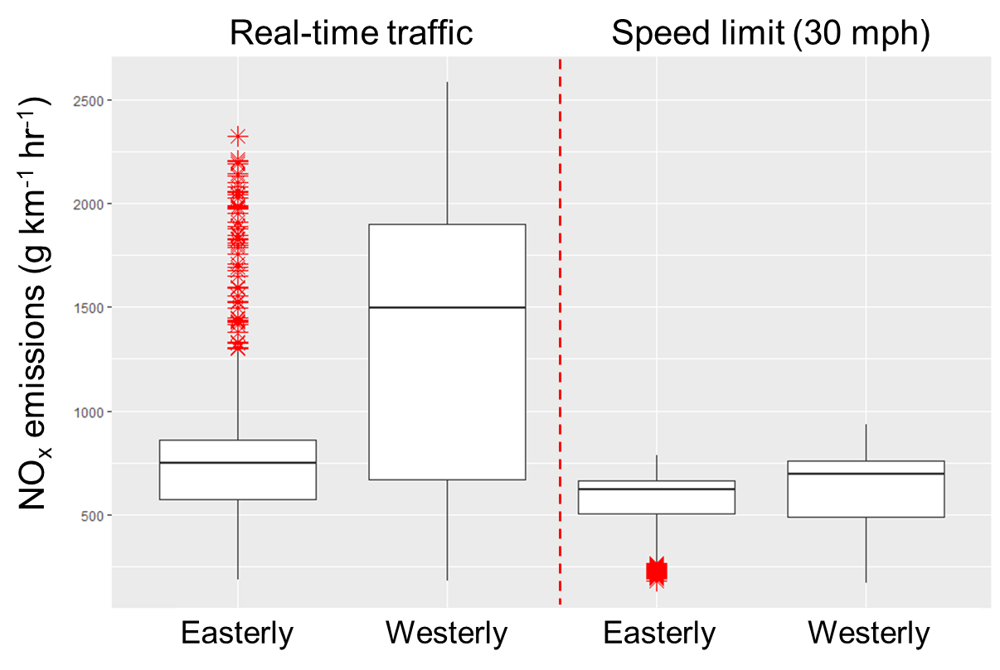 Real-time traffic
Speed limit (30 mph)
NOx emissions (g km-1 hr-1)
2500
2000
1500
1000
500
Easterly
Westerly
Easterly
Westerly